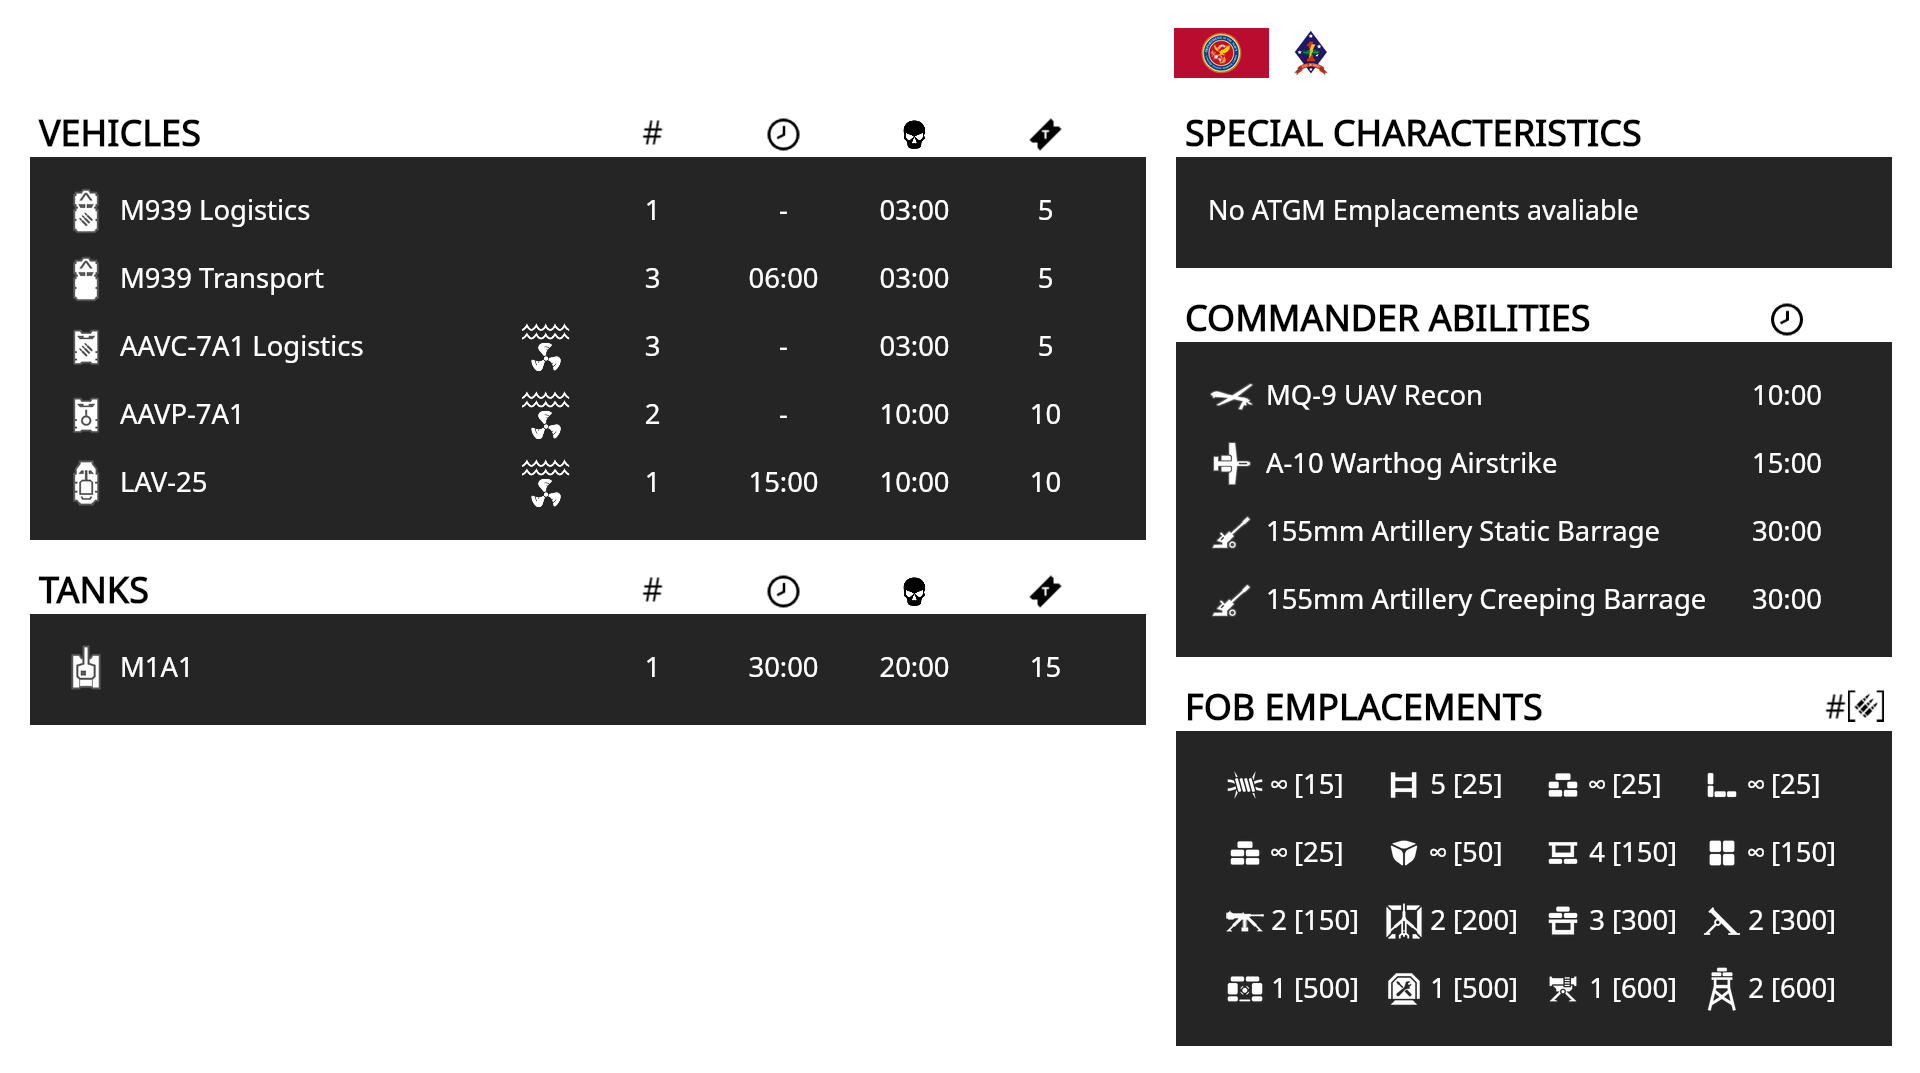 VEHICLES #
M939 Logistics 1 - 03:00 5
M939 Transport 3 06:00 03:00 5
AAVC-7A1 Logistics 3 - 03:00 5
AAVP-7A1 2 - 10:00 10
LAV-25 1 15:00 10:00 10
TANKS #
M1A1 1 30:00 20:00 15
SPECIAL CHARACTERISTICS
No ATGM Emplacements avaliable
COMMANDER ABILITIES
MQ-9 UAV Recon 10:00
A-10 Warthog Airstrike 15:00
155mm Artillery Static Barrage 30:00
155mm Artillery Creeping Barrage 30:00
FOB EMPLACEMENTS #[]
∞ [15] 5 [25] ∞ [25] ∞ [25]
∞ [25] ∞ [50] 4 [150] ∞ [150]
2 [150] 2 [200] 3 [300] 2 [300]
1 [500] 1 [500] 1 [600] 2 [600]